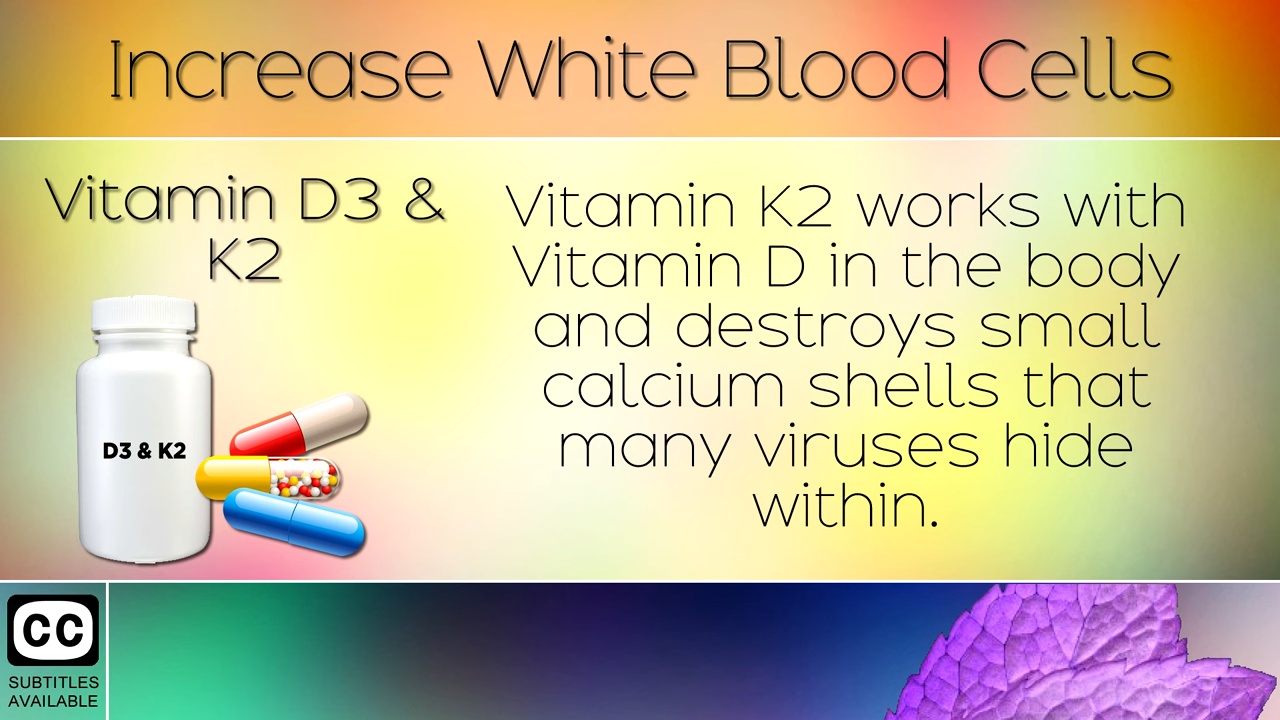 Increase White Blood Cells
Vitamin D3 &
K2
Vitamin K2 works with
Vitamin D in the body
and destroys small
calcium shells that
many viruses hide
within.
D3 & K2
CC
SUBTITLES
AVAILABLE